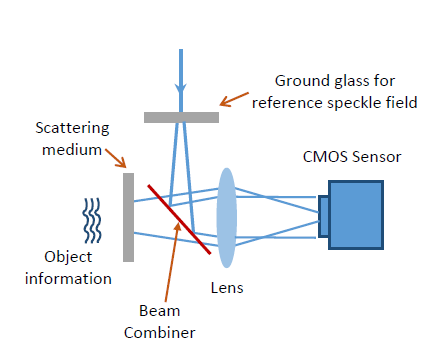 Ground glass for
reference speckle field
Scattering
medium
CMOS Sensor
Object
information
Lens
Beam
Combiner